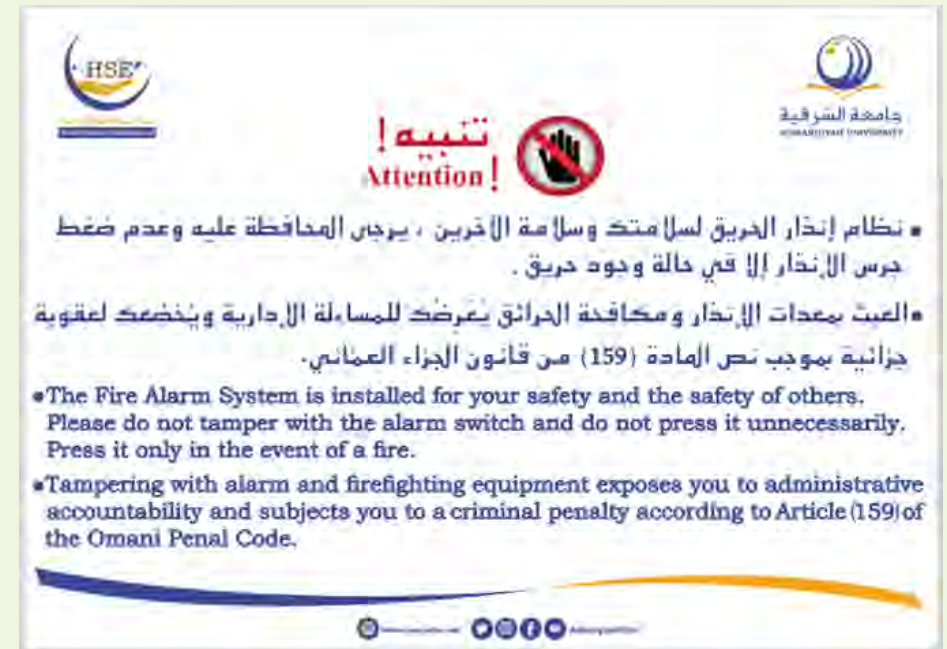 HSE
جامعة الشرقية
تنبيه !
Attention !
• نظام إنذار الحريق لسلامتك وسلامة الآخرين ، يرجى المحافظة عليه وعدم ضغط
جرس الإنذار إلا في حالة وجود حريق .
• العبث بمعدات الإنذار ومكافحة الحرائق يُعرضك للمساءلة الإدارية ويُخضعك لعقوبة
جزائية بموجب نص المادة (159) من قانون الجزاء العماني.
• The Fire Alarm System is installed for your safety and the safety of others.
Please do not tamper with the alarm switch and do not press it unnecessarily.
Press it only in the event of a fire.
• Tampering with alarm and firefighting equipment exposes you to administrative
accountability and subjects you to a criminal penalty according to Article (159) of
the Omani Penal Code.